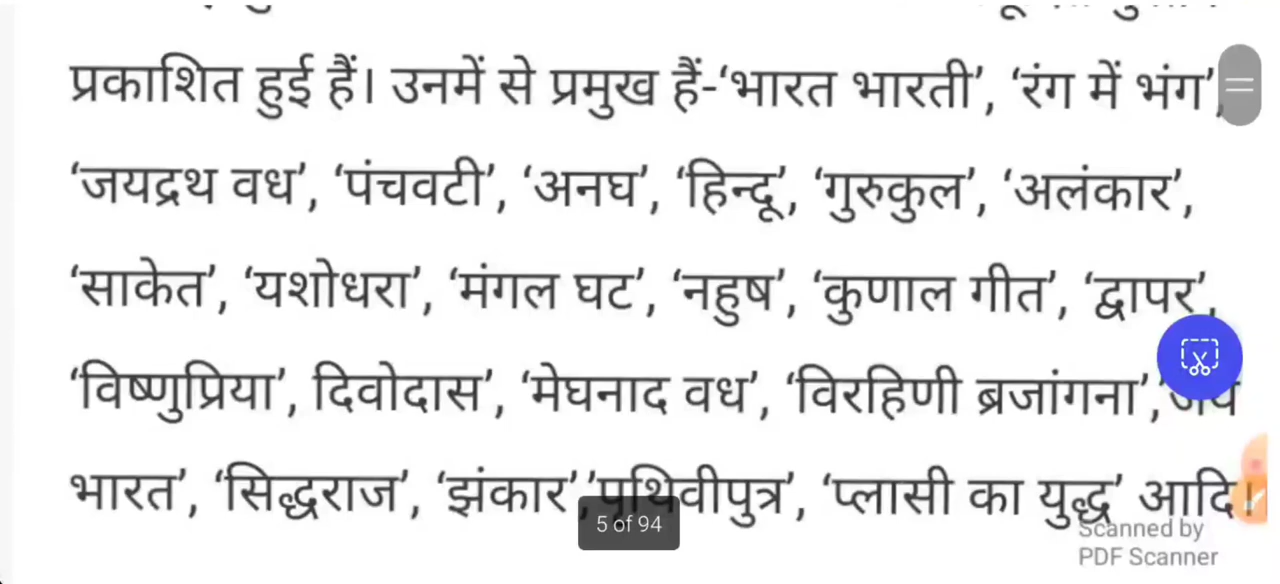 प्रकाशित हुई हैं। उनमें से प्रमुख हैं-‘भारत भारती’, ‘रंग में भंग’,
‘जयद्रथ वध’, ‘पंचवटी’, ‘अनघ’, ‘हिन्दू’, ‘गुरुकुल’, ‘अलंकार’,
‘साकेत’, ‘यशोधरा’, ‘मंगल घट’, ‘नहुष’, ‘कुणाल गीत’, ‘द्वापर’,
‘विष्णुप्रिया’, दिवोदास’, ‘मेघनाद वध’, ‘विरहिणी ब्रजांगना’,
भारत’, ‘सिद्धराज’, ‘झंकार’,’पृथिवीपुत्र’, ‘प्लासी का युद्ध’ आदि।
5 of 94
Scanned by
PDF Scanner